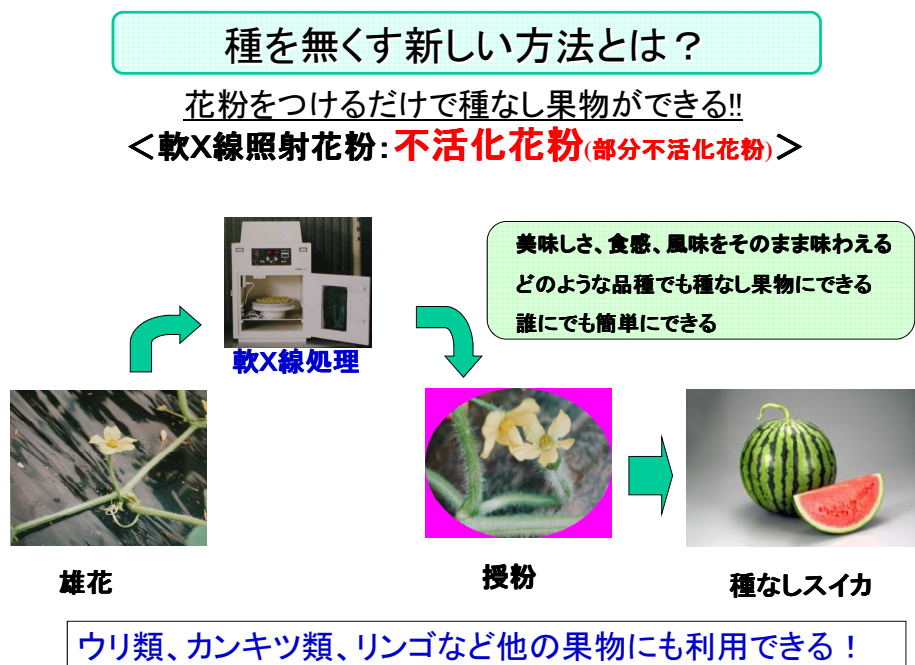 種を無くす新しい方法とは？
花粉をつけるだけで種なし果物ができる!!
＜軟X線照射花粉：不活化花粉(部分不活化花粉)＞
美味しさ、食感、風味をそのまま味わえる
どのような品種でも種なし果物にできる
誰にでも簡単にできる
軟X線処理
雄花
授粉
種なしスイカ
ウリ類、カンキツ類、リンゴなど他の果物にも利用できる！